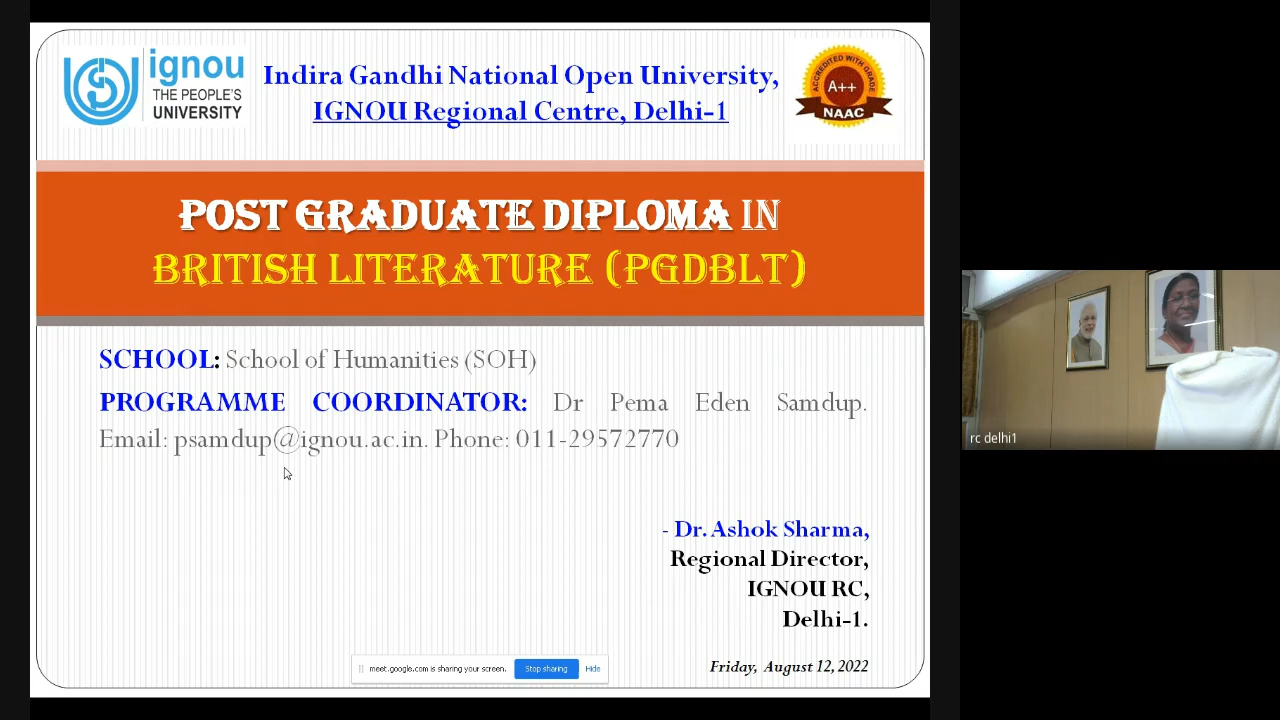 ignou
THE PEOPLE'S
UNIVERSITY
Indira Gandhi National Open University,
IGNOU Regional Centre, Delhi-1
ACCREDITED WITH GRADE
A++
NAAC
POST GRADUATE DIPLOMA IN
BRITISH LITERATURE (PGDBLT)
SCHOOL: School of Humanities (SOH)
PROGRAMME COORDINATOR: Dr Pema Eden Samdup.
Email: psamdup@ignou.ac.in. Phone: 011-29572770
- Dr. Ashok Sharma,
Regional Director,
IGNOU RC,
Delhi-1.
Friday, August 12, 2022
meet.google.com is sharing your screen.
Stop sharing
Hide
rc delhi1